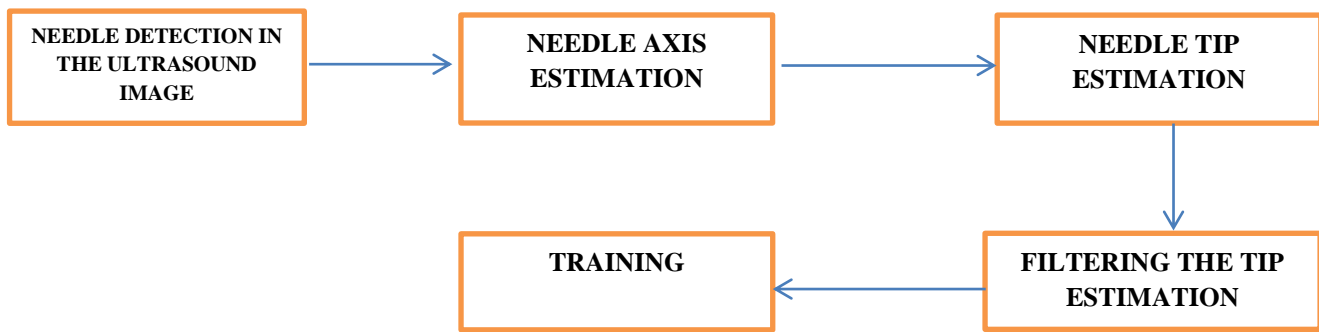 NEEDLE DETECTION IN
THE ULTRASOUND
IMAGE
NEEDLE AXIS
ESTIMATION
NEEDLE TIP
ESTIMATION
FILTERING THE TIP
ESTIMATION
TRAINING